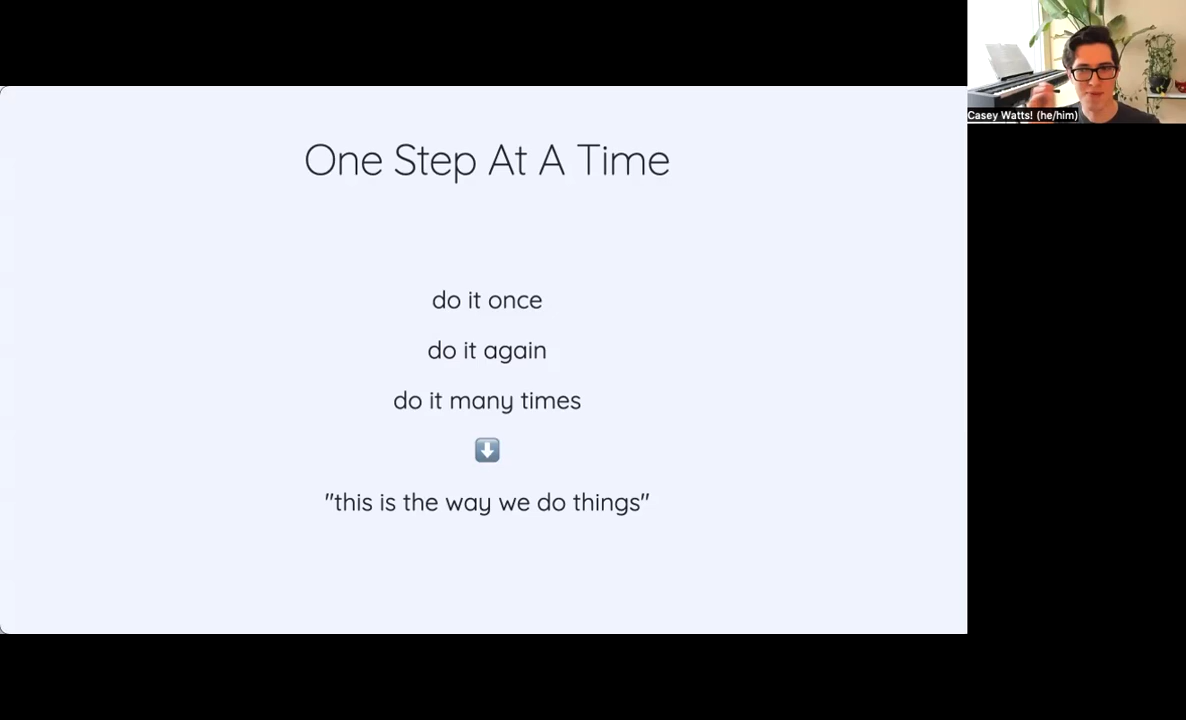 One Step At A Time
do it once
do it again
do it many times
"this is the way we do things"
Casey Watts! (he/him)